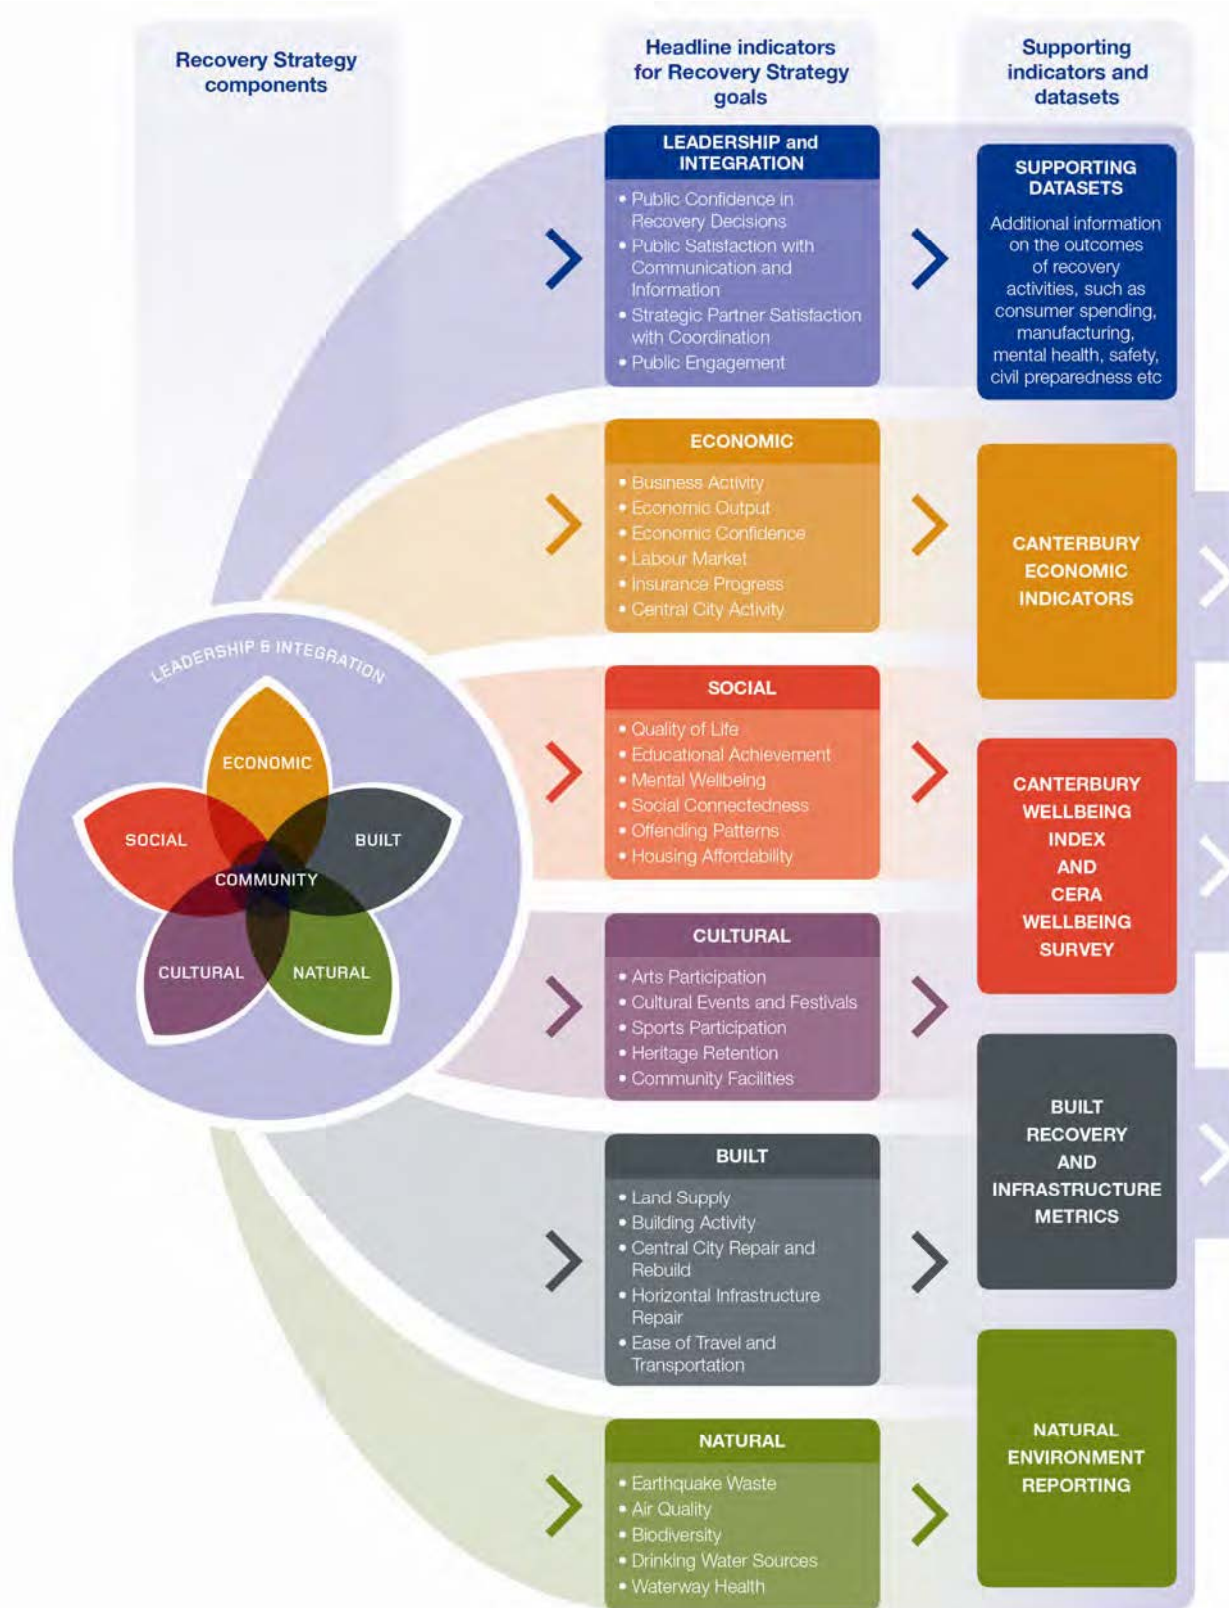 Recovery Strategy
components
Headline indicators
for Recovery Strategy
goals
Supporting
indicators and
datasets
LEADERSHIP and
INTEGRATION
• Public Confidence in
Recovery Decisions
• Public Satisfaction with
Communication and
Information
• Strategic Partner Satisfaction
with Coordination
• Public Engagement
SUPPORTING
DATASETS
Additional information
on the outcomes
of recovery
activities, such as
consumer spending,
manufacturing,
mental health, safety,
civil preparedness etc
ECONOMIC
• Business Activity
• Economic Output
• Economic Confidence
• Labour Market
• Insurance Progress
• Central City Activity
CANTERBURY
ECONOMIC
INDICATORS
LEADERSHIP & INTEGRATION
ECONOMIC
SOCIAL
BUILT
COMMUNITY
CULTURAL
NATURAL
SOCIAL
• Quality of Life
• Educational Achievement
• Mental Wellbeing
• Social Connectedness
• Offending Patterns
• Housing Affordability
CANTERBURY
WELLBEING
INDEX
AND
CERA
WELLBEING
SURVEY
CULTURAL
• Arts Participation
• Cultural Events and Festivals
• Sports Participation
• Heritage Retention
• Community Facilities
BUILT
• Land Supply
• Building Activity
• Central City Repair and
Rebuild
• Horizontal Infrastructure
Repair
• Ease of Travel and
Transportation
BUILT
RECOVERY
AND
INFRASTRUCTURE
METRICS
NATURAL
• Earthquake Waste
• Air Quality
• Biodiversity
• Drinking Water Sources
• Waterway Health
NATURAL
ENVIRONMENT
REPORTING